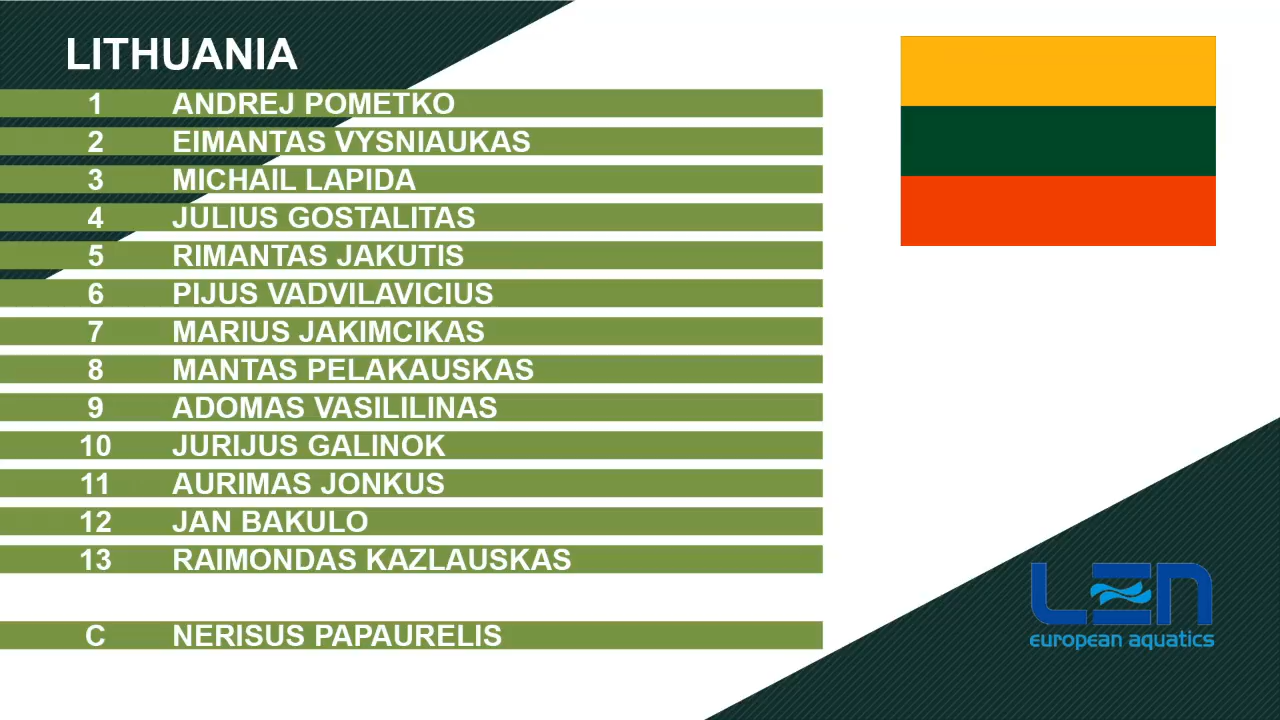 LITHUANIA
1 ANDREJ POMETKO
2 EIMANTAS VYSNIAUKAS
3 MICHAIL LAPIDA
4 JULIUS GOSTALITAS
5 RIMANTAS JAKUTIS
6 PIJUS VADVILAVICIUS
7 MARIUS JAKIMCIKAS
8 MANTAS PELAKAUSKAS
9 ADOMAS VASILILINAS
10 JURIJUS GALINOK
11 AURIMAS JONKUS
12 JAN BAKULO
13 RAIMONDAS KAZLAUSKAS
C NERISUS PAPAURELIS
LEN
european aquatics